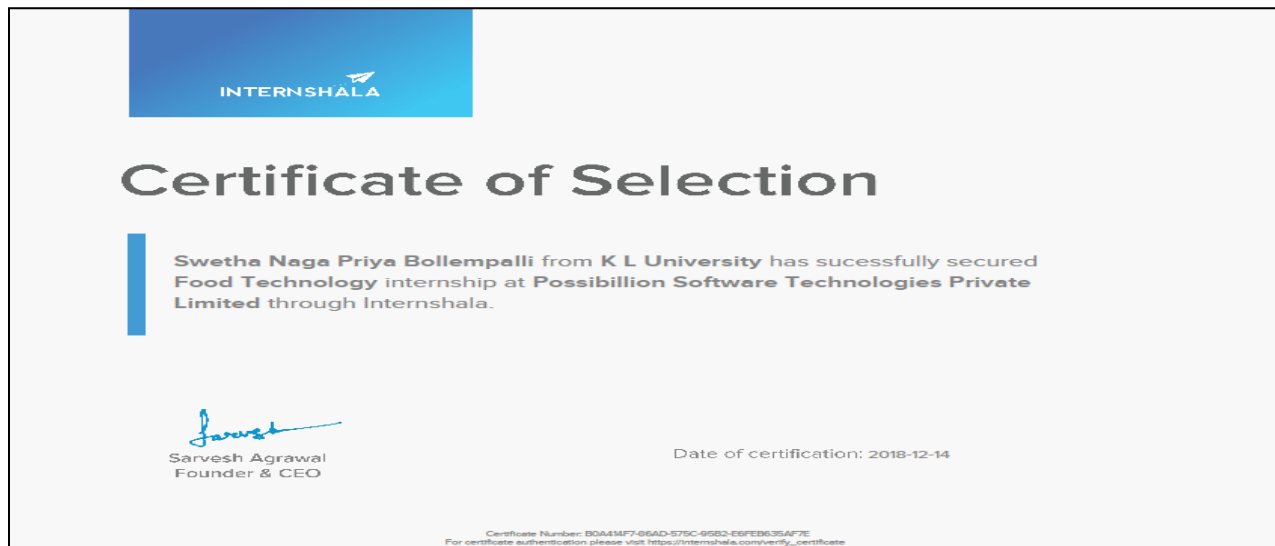 INTERNSHALA
Certificate of Selection
Swetha Naga Priya Bollempalli from K L University has sucessfully secured
Food Technology internship at Possibillion Software Technologies Private
Limited through Internshala.
Sarvesh
Sarvesh Agrawal
Founder & CEO
Date of certification: 2018-12-14
Certificate Number: B0A414F7-86AD-575C-95B2-E6FEB635AF7E
For certificate authentication please visit https://internshala.com/verify_certificate